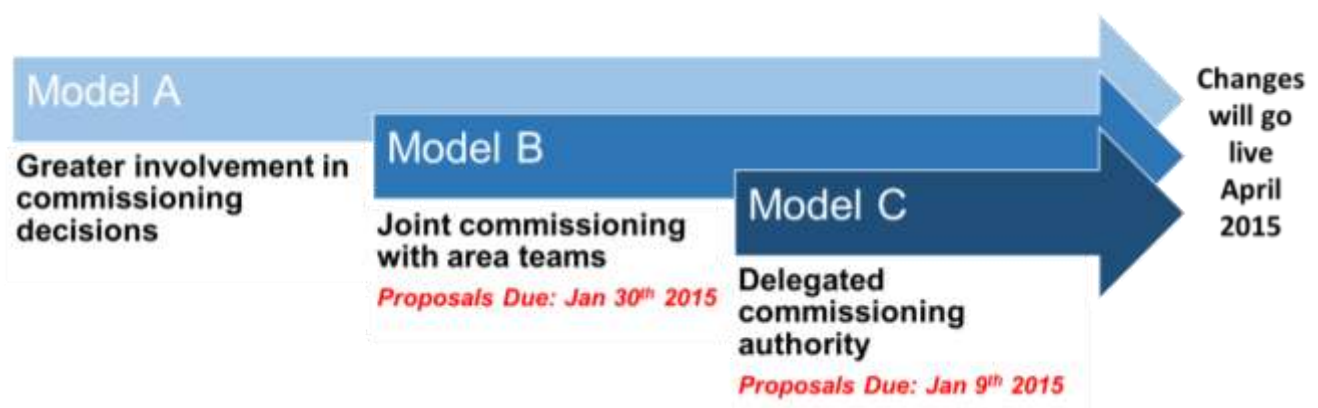 Model A
Greater involvement in
commissioning
decisions
Model B
Joint commissioning
with area teams
Proposals Due: Jan 30th 2015
Model C
Delegated
commissioning
authority
Proposals Due: Jan 9th 2015
Changes
will go
live
April
2015